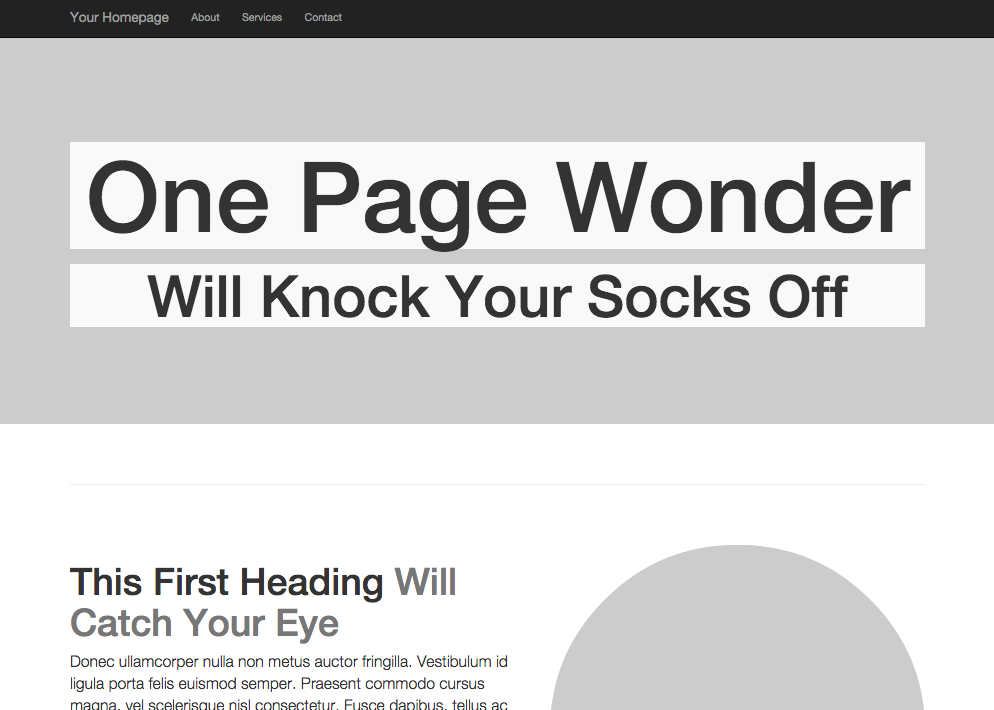 Your Homepage About Services Contact
One Page Wonder
Will Knock Your Socks Off
This First Heading Will
Catch Your Eye
Donec ullamcorper nulla non metus auctor fringilla. Vestibulum id
ligula porta felis euismod semper. Praesent commodo cursus
magna, vel scelerisque nisl consectetur. Fusce dapibus, tellus ac